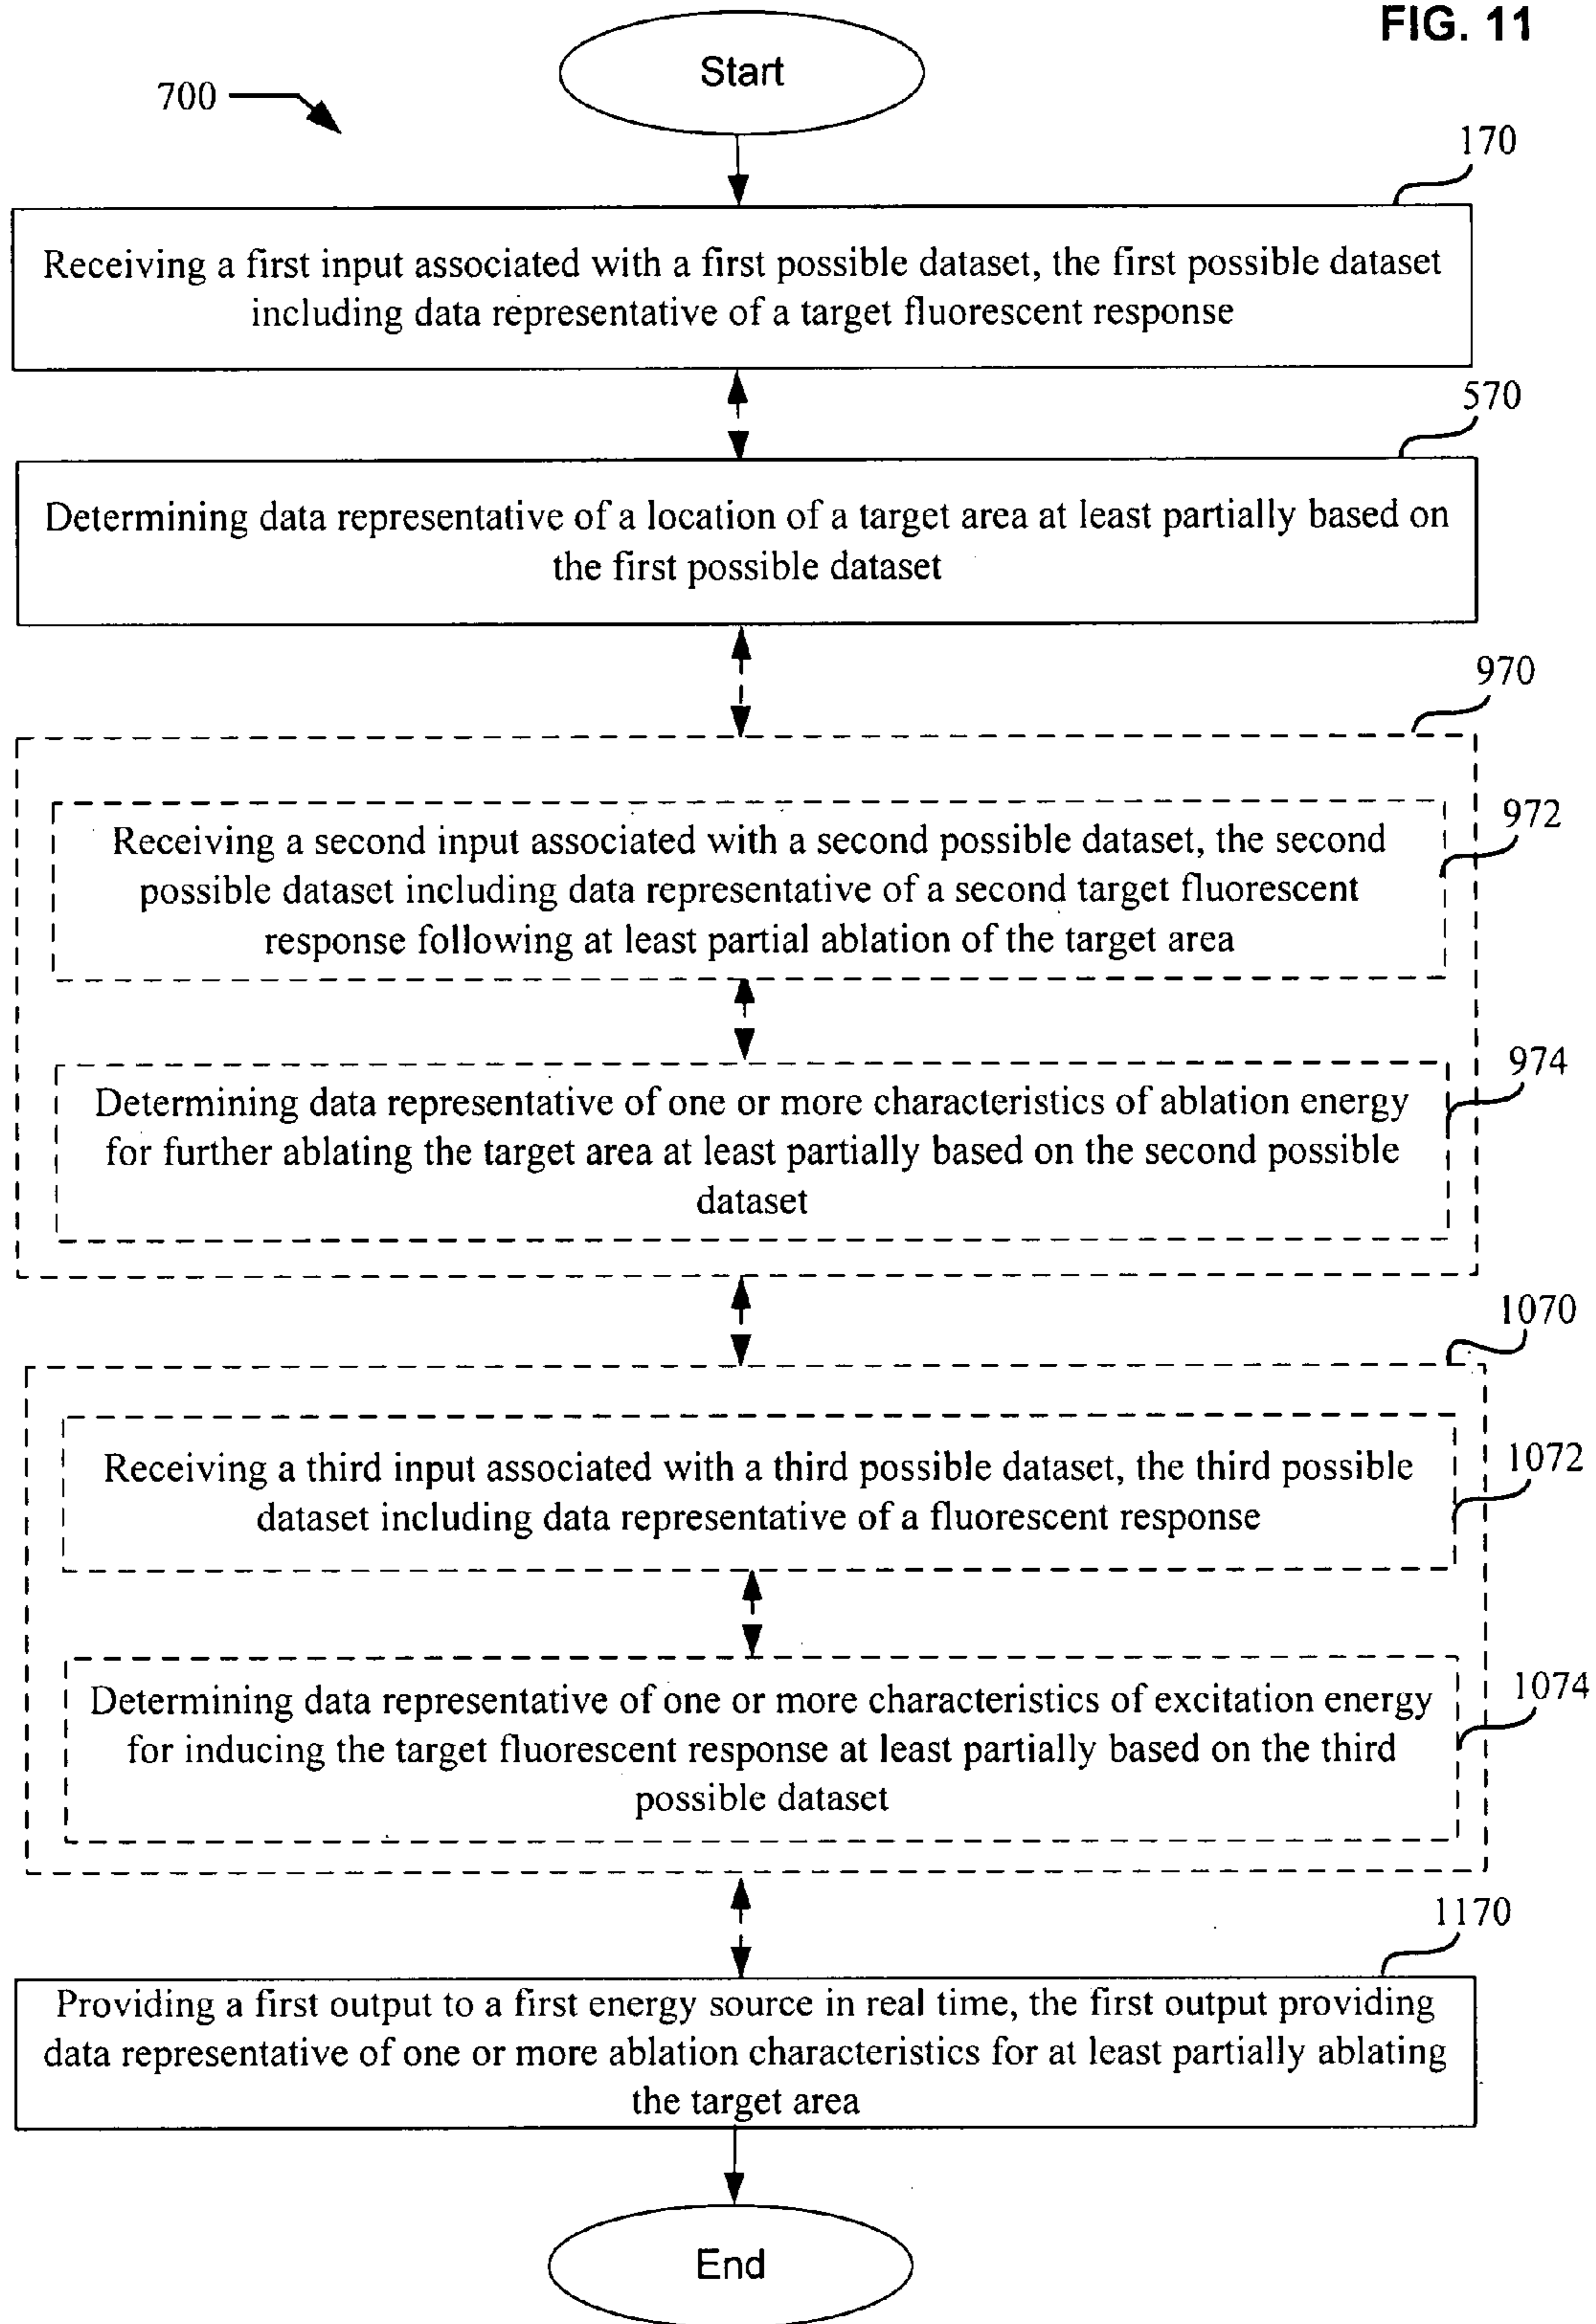 FIG. 11
Start
700
170
Receiving a first input associated with a first possible dataset, the first possible dataset
including data representative of a target fluorescent response
570
Determining data representative of a location of a target area at least partially based on
the first possible dataset
970
972
Receiving a second input associated with a second possible dataset, the second
possible dataset including data representative of a second target fluorescent
response following at least partial ablation of the target area
974
Determining data representative of one or more characteristics of ablation energy
for further ablating the target area at least partially based on the second possible
dataset
1070
1072
Receiving a third input associated with a third possible dataset, the third possible
dataset including data representative of a fluorescent response
1074
Determining data representative of one or more characteristics of excitation energy
for inducing the target fluorescent response at least partially based on the third
possible dataset
1170
Providing a first output to a first energy source in real time, the first output providing
data representative of one or more ablation characteristics for at least partially ablating
the target area
End